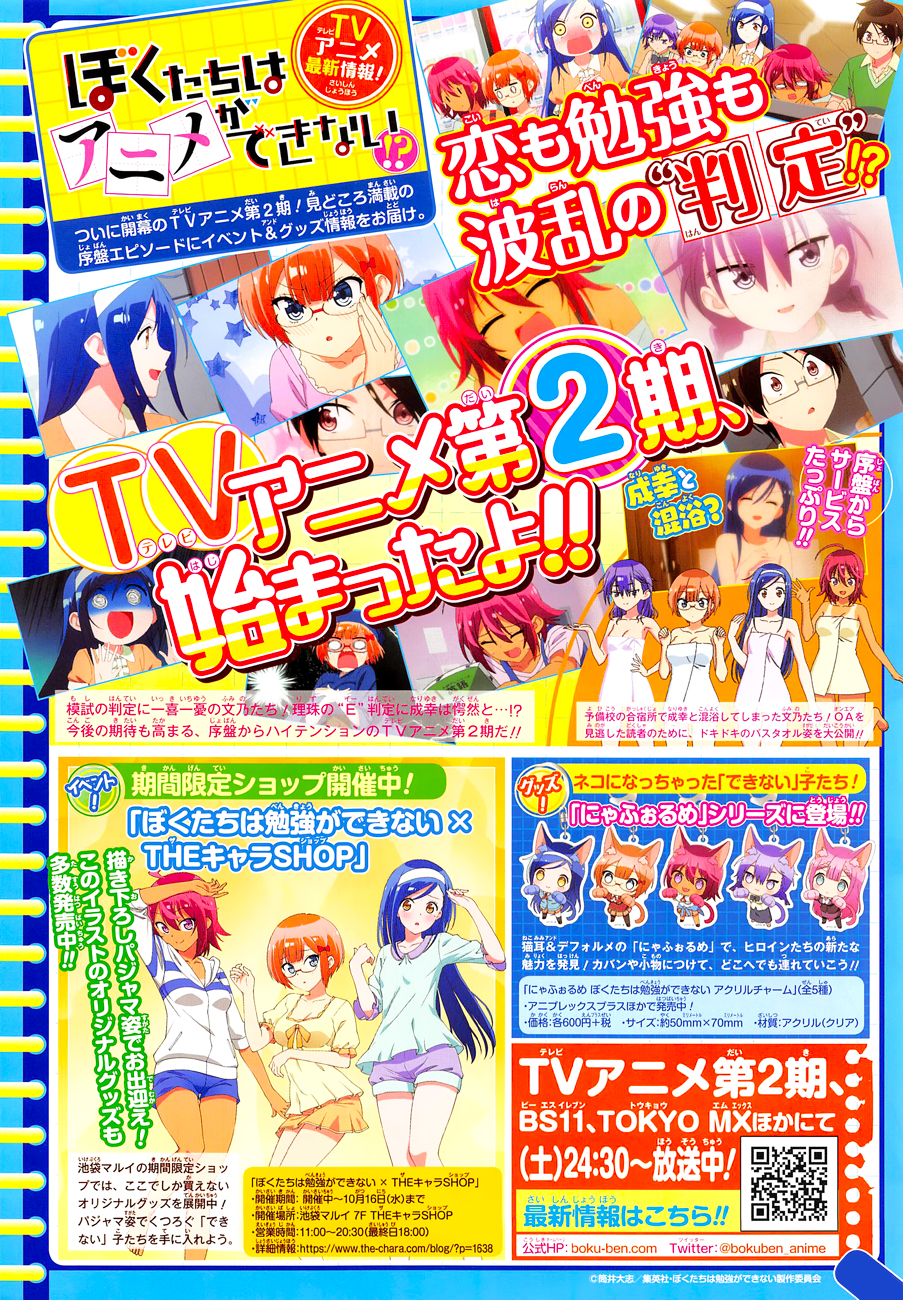 TVアニメ最新情報!
ぼくたちは
アニメが
できない!?
ついに開幕のTVアニメ第2期!見どころ満載の
序盤エピソードにイベント&グッズ情報をお届け。
恋も勉強も
波乱の“判定”!?
TVアニメ第2期、
始まったよ!!
成幸と
混浴?
序盤から
サービス
たっぷり!!
模試の判定に一喜一憂の文乃たち!理珠の“E”判定に成幸は愕然と…!?
今後の期待も高まる、序盤からハイテンションのTVアニメ第2期だ!!
予備校の合宿所で成幸と混浴してしまった文乃たち!OAを
見逃した読者のために、ドキドキのバスタオル姿を大公開!!
イベント!
期間限定ショップ開催中!
「ぼくたちは勉強ができない ×
THEキャラSHOP」
描き下ろしパジャマ姿でお出迎え!
このイラストのオリジナルグッズも
多数発売中!!
池袋マルイの期間限定ショッ
プでは、ここでしか買えない
オリジナルグッズを展開中!
パジャマ姿でくつろぐ「でき
ない」子たちを手に入れよう。
「ぼくたちは勉強ができない × THEキャラSHOP」
・開催期間:開催中~10月16日(水)まで
・開催場所:池袋マルイ 7F THEキャラSHOP
・営業時間:11:00~20:30(最終日18:00)
・詳細情報:https://www.the-chara.com/blog/?p=1638
グッズ!
ネコになっちゃった「できない」子たち!
「にゃふぉるめ」シリーズに登場!!
猫耳&デフォルメの「にゃふぉるめ」で、ヒロインたちの新たな
魅力を発見!カバンや小物につけて、どこへでも連れていこう!!
「にゃふぉるめ ぼくたちは勉強ができない アクリルチャーム」(全5種)
・アニプレックスプラスほかで発売中!
・価格:各600円+税 ・サイズ:約50mm×70mm ・材質:アクリル(クリア)
TVアニメ第2期、
BS11、TOKYO MXほかにて
(土)24:30~放送中!
最新情報はこちら!!
公式HP: boku-ben.com Twitter:@bokuben_anime
©筒井大志/集英社・ぼくたちは勉強ができない製作委員会